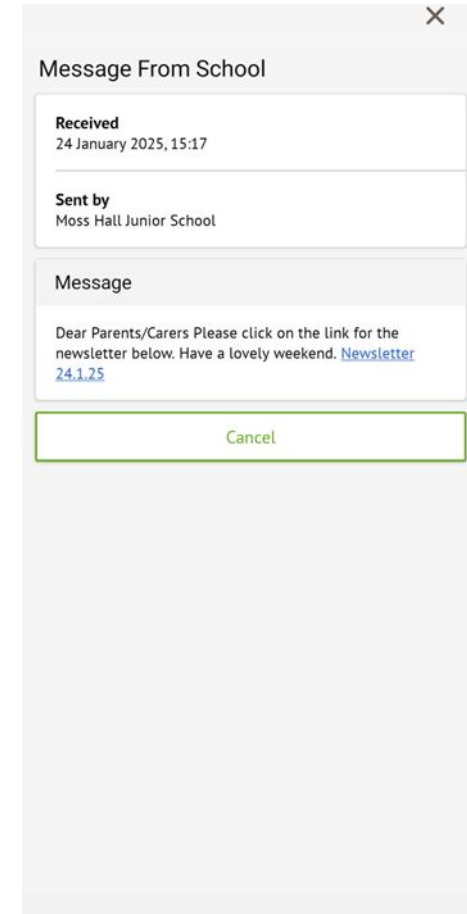 Message From School
Received
24 January 2025, 15:17
Sent by
Moss Hall Junior School
Message
Dear Parents/Carers Please click on the link for the
newsletter below. Have a lovely weekend. Newsletter
24.1.25
Cancel